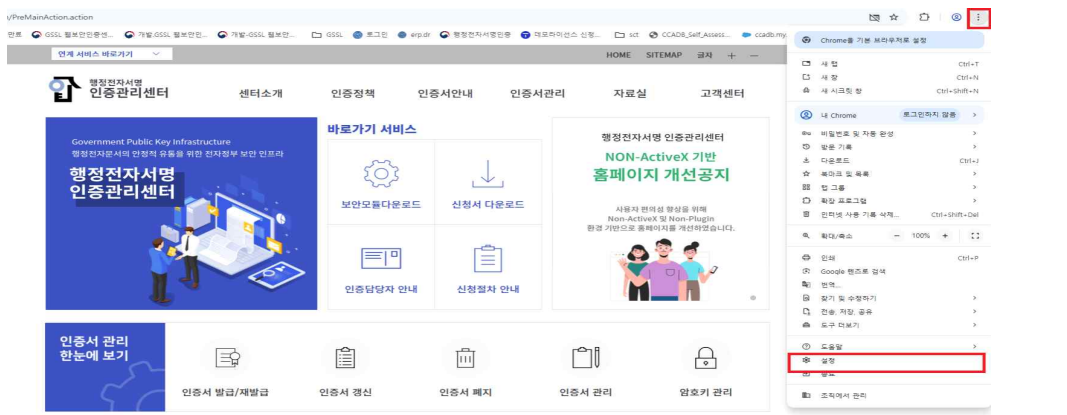 /PreMainAction.action
만료
GSSL 웹보안인증센...
개발.GSSL 웹보안인...
개발-GSSL 웹보안...
GSSL
로그인
erp.dr
행정전자서명인증
데모라이선스 신청...
sct
CCADB_Self_Assess...
ccadb.my
연계 서비스 바로가기
HOME SITEMAP 글자 + －
행정전자서명
인증관리센터
센터소개 인증정책 인증서안내 인증서관리 자료실 고객센터
Government Public Key Infrastructure
행정전자문서의 안정적 유통을 위한 전자정부 보안 인프라
행정전자서명
인증관리센터
바로가기 서비스
보안모듈다운로드
신청서 다운로드
인증담당자 안내
신청절차 안내
행정전자서명 인증관리센터
NON-ActiveX 기반
홈페이지 개선공지
사용자 편의성 향상을 위해
Non-ActiveX 및 Non-Plugin
환경 기반으로 홈페이지를 개선하였습니다.
인증서 관리
한눈에 보기
인증서 발급/재발급
인증서 갱신
인증서 폐지
인증서 관리
암호키 관리
Chrome을 기본 브라우저로 설정
새 탭 Ctrl+T
새 창 Ctrl+N
새 시크릿 창 Ctrl+Shift+N
내 Chrome 로그인하지 않음
비밀번호 및 자동 완성
방문 기록
다운로드 Ctrl+J
북마크 및 목록
탭 그룹
확장 프로그램
인터넷 사용 기록 삭제... Ctrl+Shift+Del
확대/축소 － 100% +
인쇄 Ctrl+P
Google 렌즈로 검색
번역...
찾기 및 수정하기
전송, 저장, 공유
도구 더보기
도움말
설정
종료
조직에서 관리